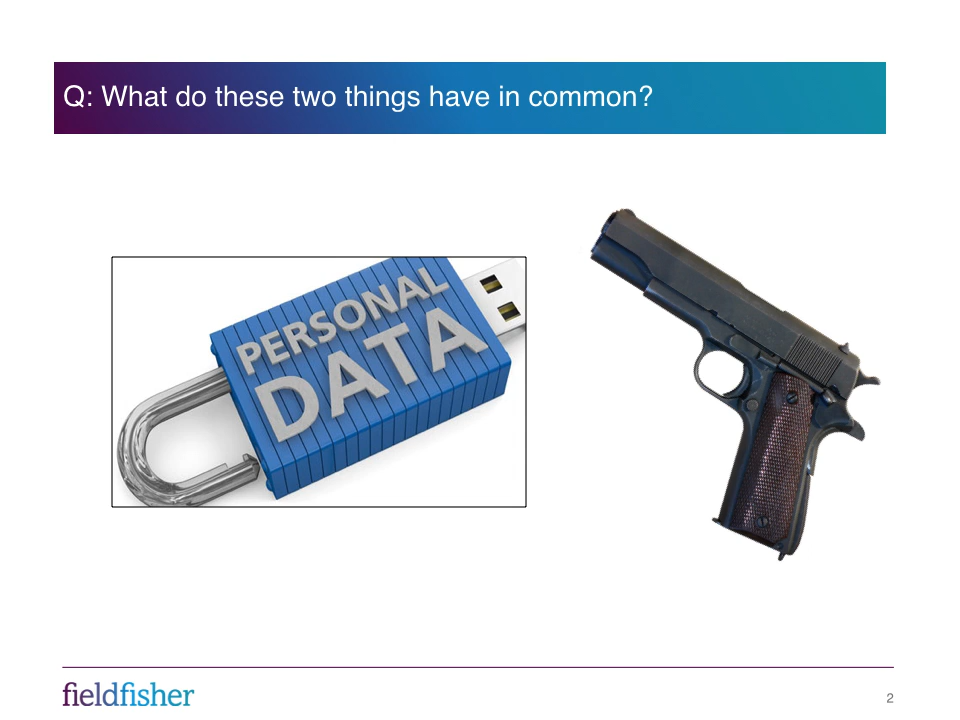 Q: What do these two things have in common?
PERSONAL
DATA
fieldfisher
2